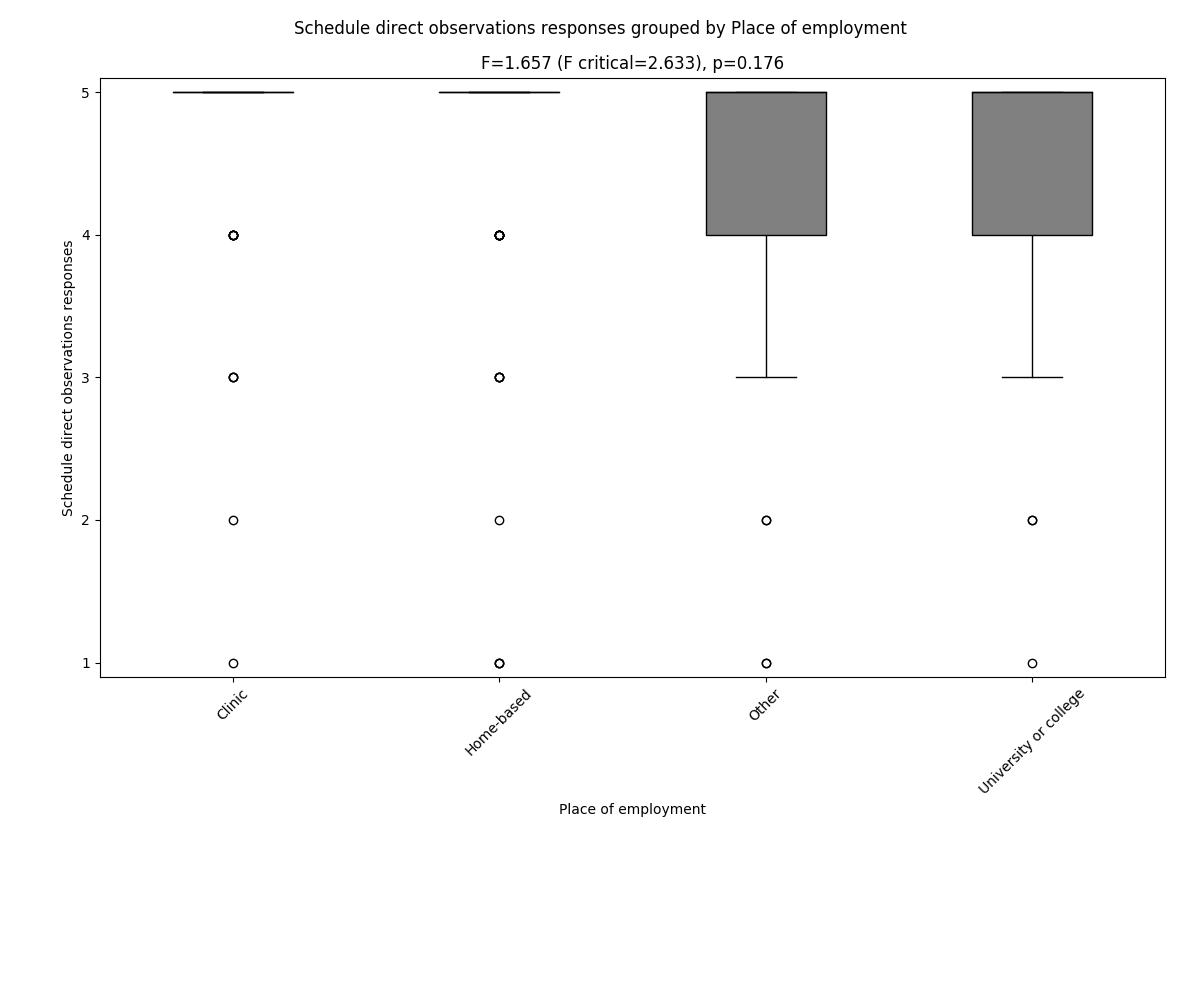 Schedule direct observations responses grouped by Place of employment
F=1.657 (F critical=2.633), p=0.176
Schedule direct observations responses
5
4
3
2
1
Clinic
Home-based
Other
University or college
Place of employment